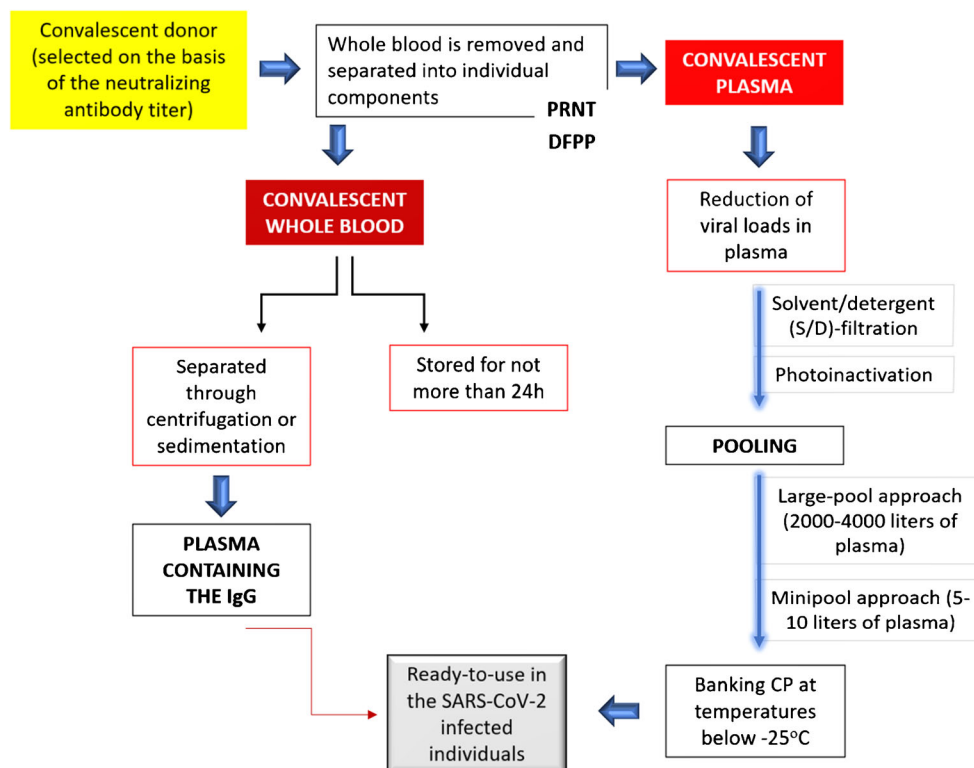 Convalescent donor
(selected on the basis
of the neutralizing
antibody titer)
Whole blood is removed and
separated into individual
components
PRNT
DFPP
CONVALESCENT
PLASMA
CONVALESCENT
WHOLE BLOOD
Reduction of
viral loads in
plasma
Solvent/detergent
(S/D)-filtration
Photoinactivation
Separated
through
centrifugation or
sedimentation
Stored for not
more than 24h
POOLING
Large-pool approach
(2000-4000 liters of
plasma)
Minipool approach (5-
10 liters of plasma)
PLASMA
CONTAINING
THE IgG
Ready-to-use in
the SARS-CoV-2
infected
individuals
Banking CP at
temperatures
below -25°C